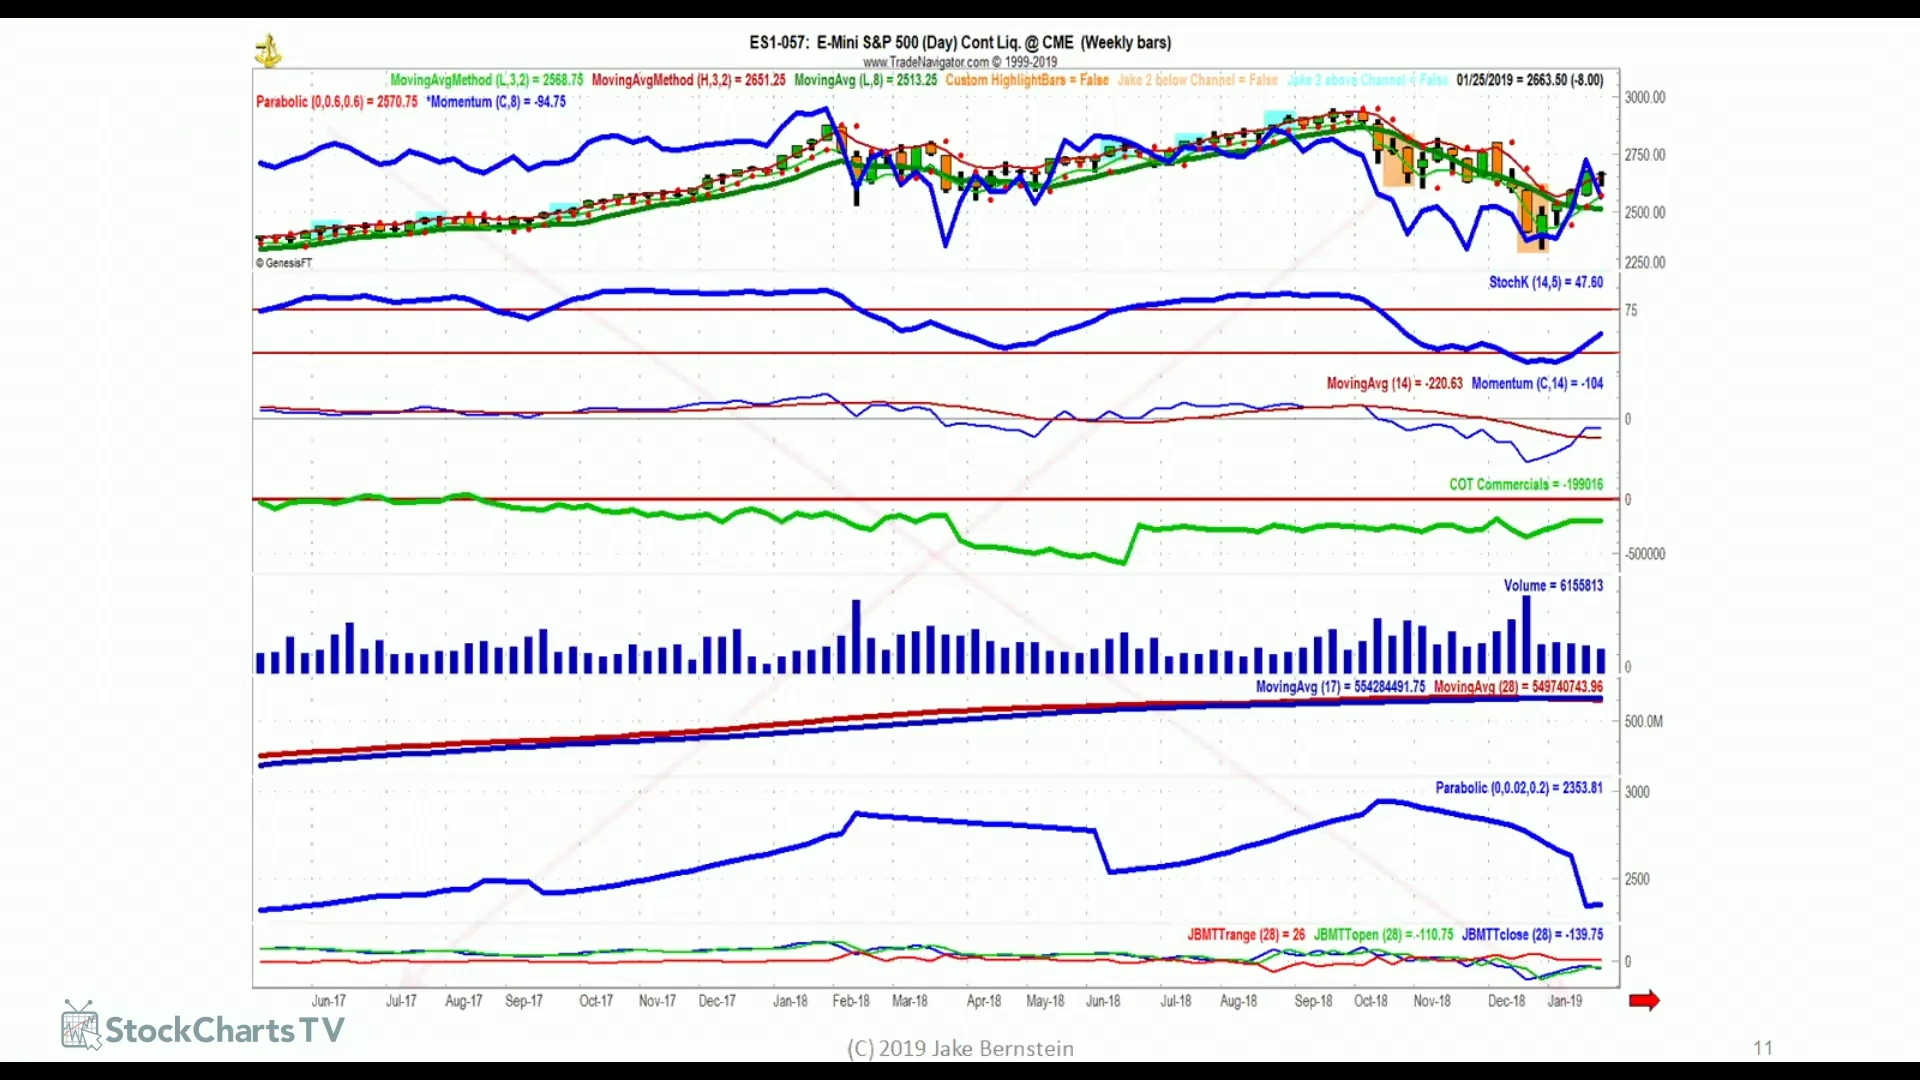 ES1-057: E-Mini S&P 500 (Day) Cont Liq. @ CME (Weekly bars)
www.TradeNavigator.com © 1999-2019
MovingAvgMethod (L,3,2) = 2568.75 MovingAvgMethod (H,3,2) = 2651.25 MovingAvg (L,8) = 2513.25 Custom HighlightBars = False Jake 2 below Channel = False Jake 2 above Channel = False 01/25/2019 = 2663.50 (-8.00)
Parabolic (0,0.6,0.6) = 2570.75 *Momentum (C,8) = -94.75
3000.00
2750.00
2500.00
2250.00
© GenesisFT
StochK (14,5) = 47.60
75
MovingAvg (14) = -220.63 Momentum (C,14) = -104
0
COT Commercials = -199016
0
-500000
Volume = 6155813
0
MovingAvg (17) = 554284491.75 MovingAvg (28) = 549740743.96
500.0M
Parabolic (0,0.02,0.2) = 2353.81
3000
2500
JBMTTrange (28) = 26 JBMTTopen (28) = -110.75 JBMTTclose (28) = -139.75
0
Jun-17 Jul-17 Aug-17 Sep-17 Oct-17 Nov-17 Dec-17 Jan-18 Feb-18 Mar-18 Apr-18 May-18 Jun-18 Jul-18 Aug-18 Sep-18 Oct-18 Nov-18 Dec-18 Jan-19
StockCharts TV
(C) 2019 Jake Bernstein
11